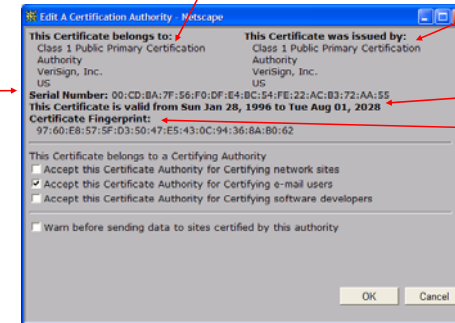 Edit A Certification Authority - Netscape
This Certificate belongs to: This Certificate was issued by:
Class 1 Public Primary Certification Class 1 Public Primary Certification
Authority Authority
VeriSign, Inc. VeriSign, Inc.
US US
Serial Number: 00:CD:BA:7F:56:F0:DF:E4:BC:54:FE:22:AC:B3:72:AA:55
This Certificate is valid from Sun Jan 28, 1996 to Tue Aug 01, 2028
Certificate Fingerprint:
97:60:E8:57:5F:D3:50:47:E5:43:0C:94:36:8A:B0:62
This Certificate belongs to a Certifying Authority
Accept this Certificate Authority for Certifying network sites
Accept this Certificate Authority for Certifying e-mail users
Accept this Certificate Authority for Certifying software developers
Warn before sending data to sites certified by this authority
OK Cancel